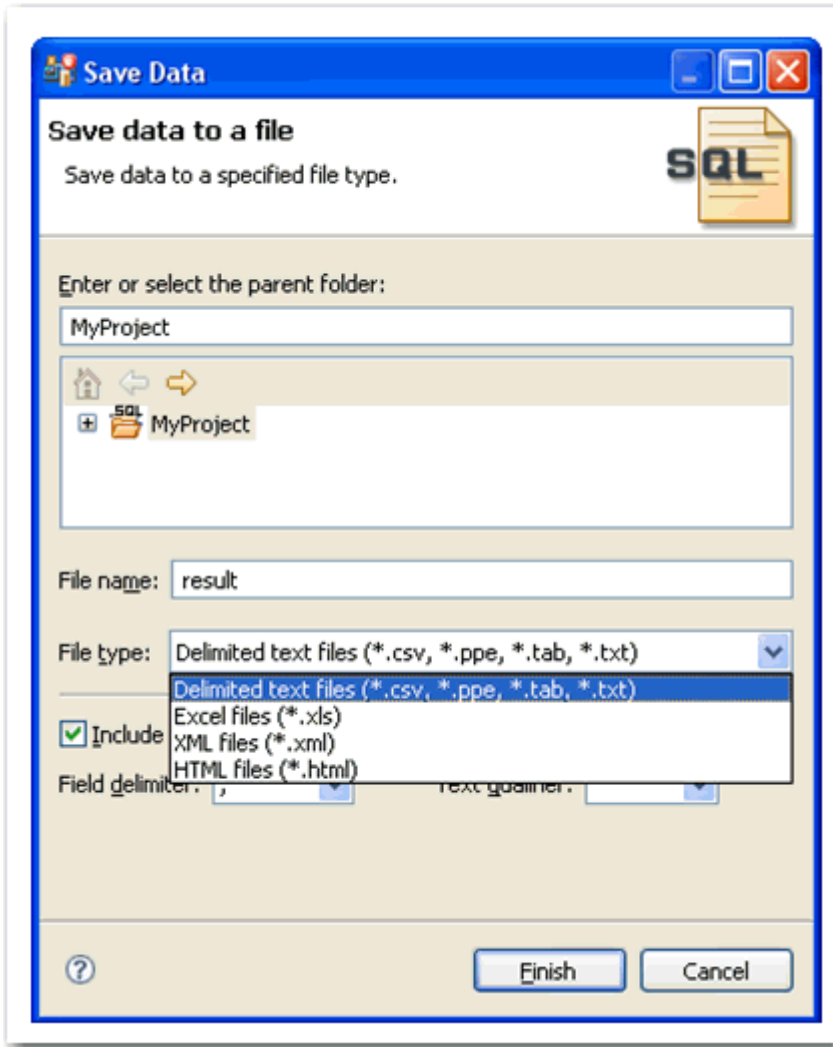 Save Data
Save data to a file
Save data to a specified file type.
SQL
Enter or select the parent folder:
MyProject
SQL
MyProject
File name: result
File type: Delimited text files (*.csv, *.ppe, *.tab, *.txt)
Delimited text files (*.csv, *.ppe, *.tab, *.txt)
Excel files (*.xls)
Include
XML files (*.xml)
HTML files (*.html)
Field delimiter: , Text qualifier:
Finish Cancel